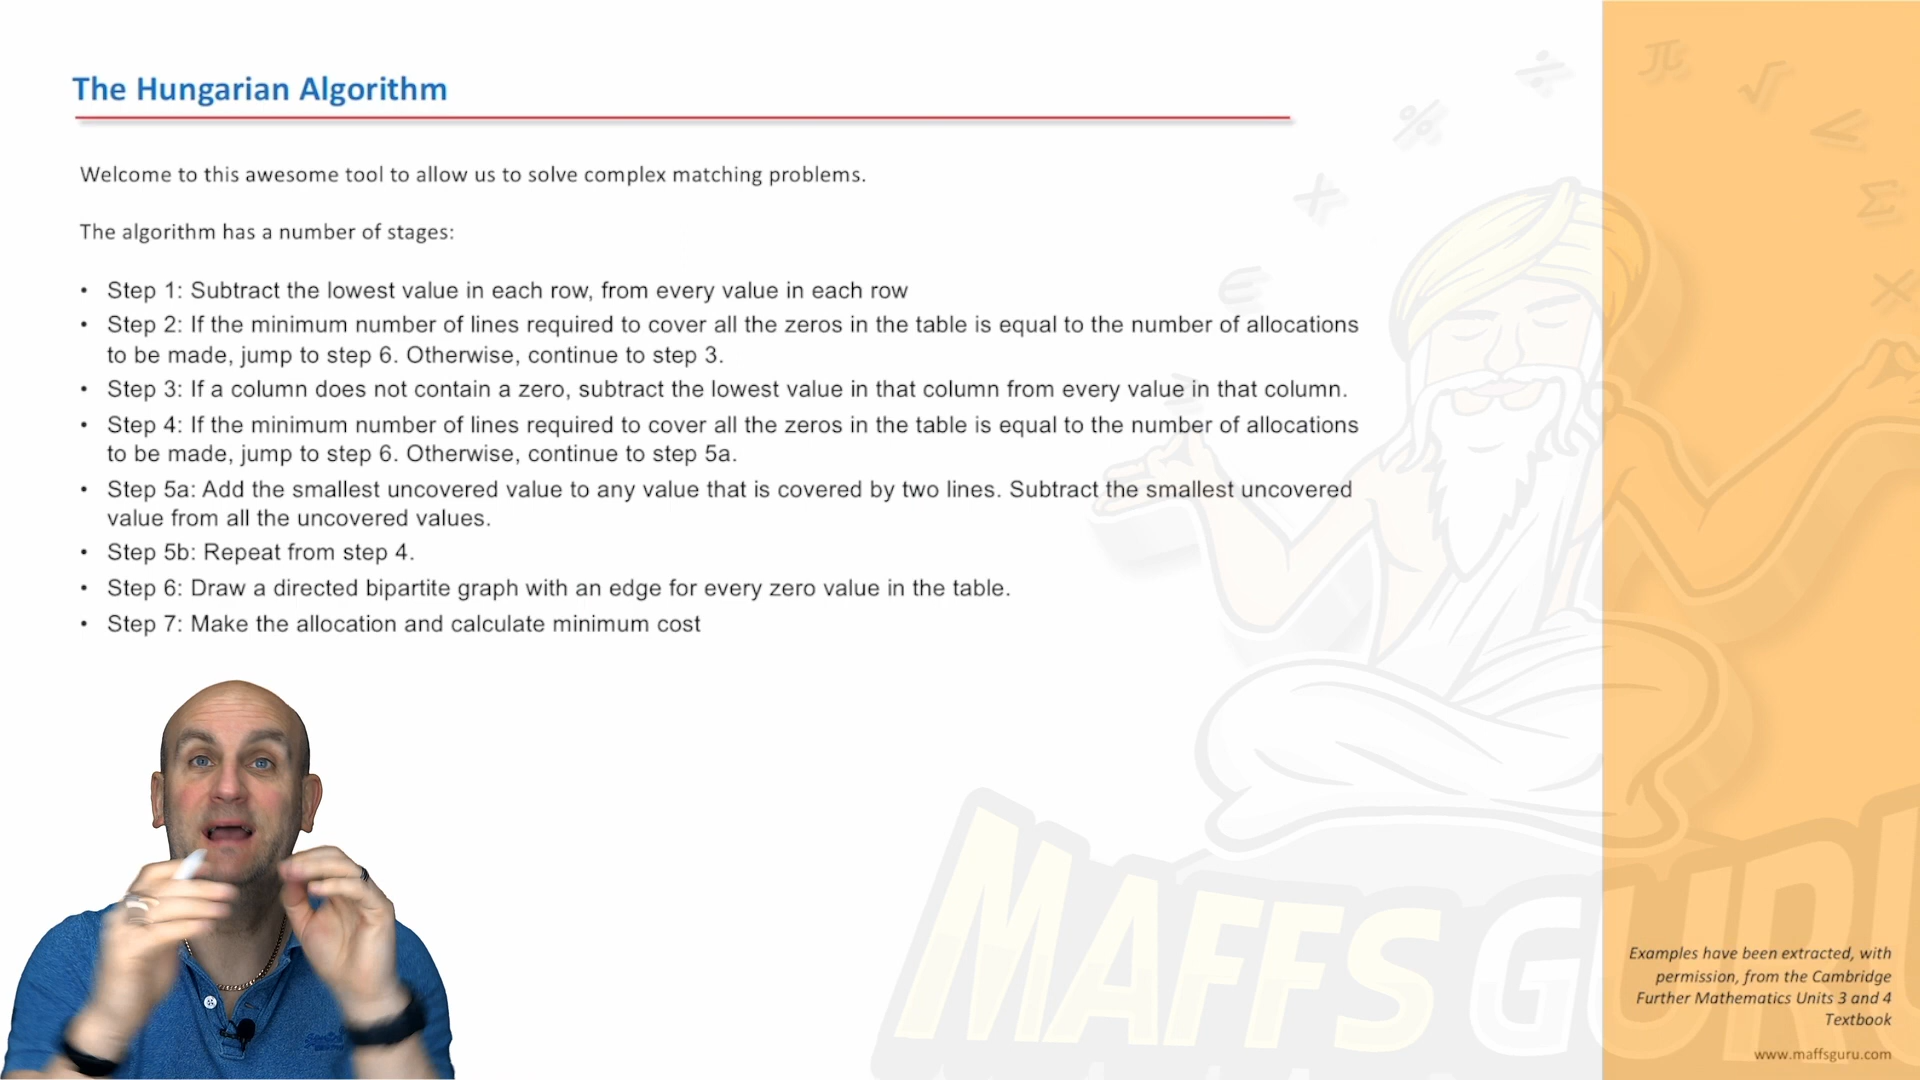 The Hungarian Algorithm
Welcome to this awesome tool to allow us to solve complex matching problems.
The algorithm has a number of stages:
• Step 1: Subtract the lowest value in each row, from every value in each row
• Step 2: If the minimum number of lines required to cover all the zeros in the table is equal to the number of allocations
to be made, jump to step 6. Otherwise, continue to step 3.
• Step 3: If a column does not contain a zero, subtract the lowest value in that column from every value in that column.
• Step 4: If the minimum number of lines required to cover all the zeros in the table is equal to the number of allocations
to be made, jump to step 6. Otherwise, continue to step 5a.
• Step 5a: Add the smallest uncovered value to any value that is covered by two lines. Subtract the smallest uncovered
value from all the uncovered values.
• Step 5b: Repeat from step 4.
• Step 6: Draw a directed bipartite graph with an edge for every zero value in the table.
• Step 7: Make the allocation and calculate minimum cost
MAFFS GURU
Examples have been extracted, with
permission, from the Cambridge
Further Mathematics Units 3 and 4
Textbook
www.maffsguru.com